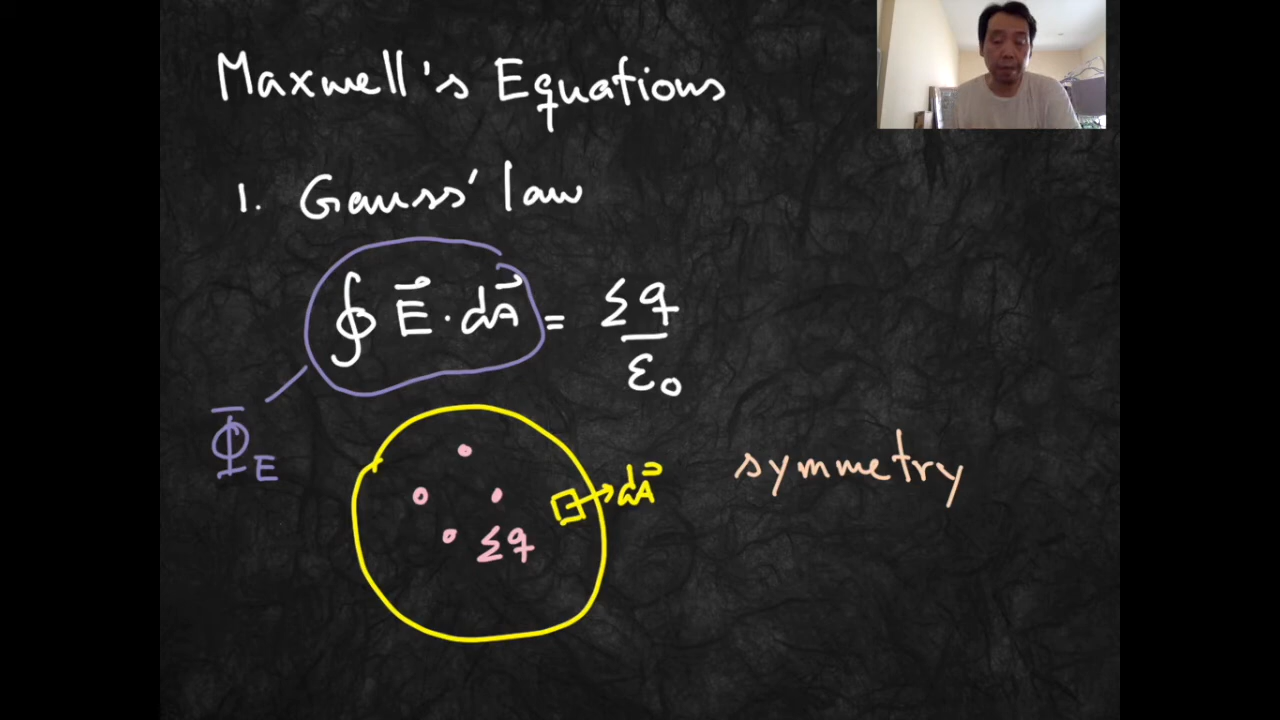 Maxwell's Equations
1. Gauss' law
∮ E⃗ · dA⃗ = Σq / ε₀
Φ_E
symmetry
dA⃗
Σq